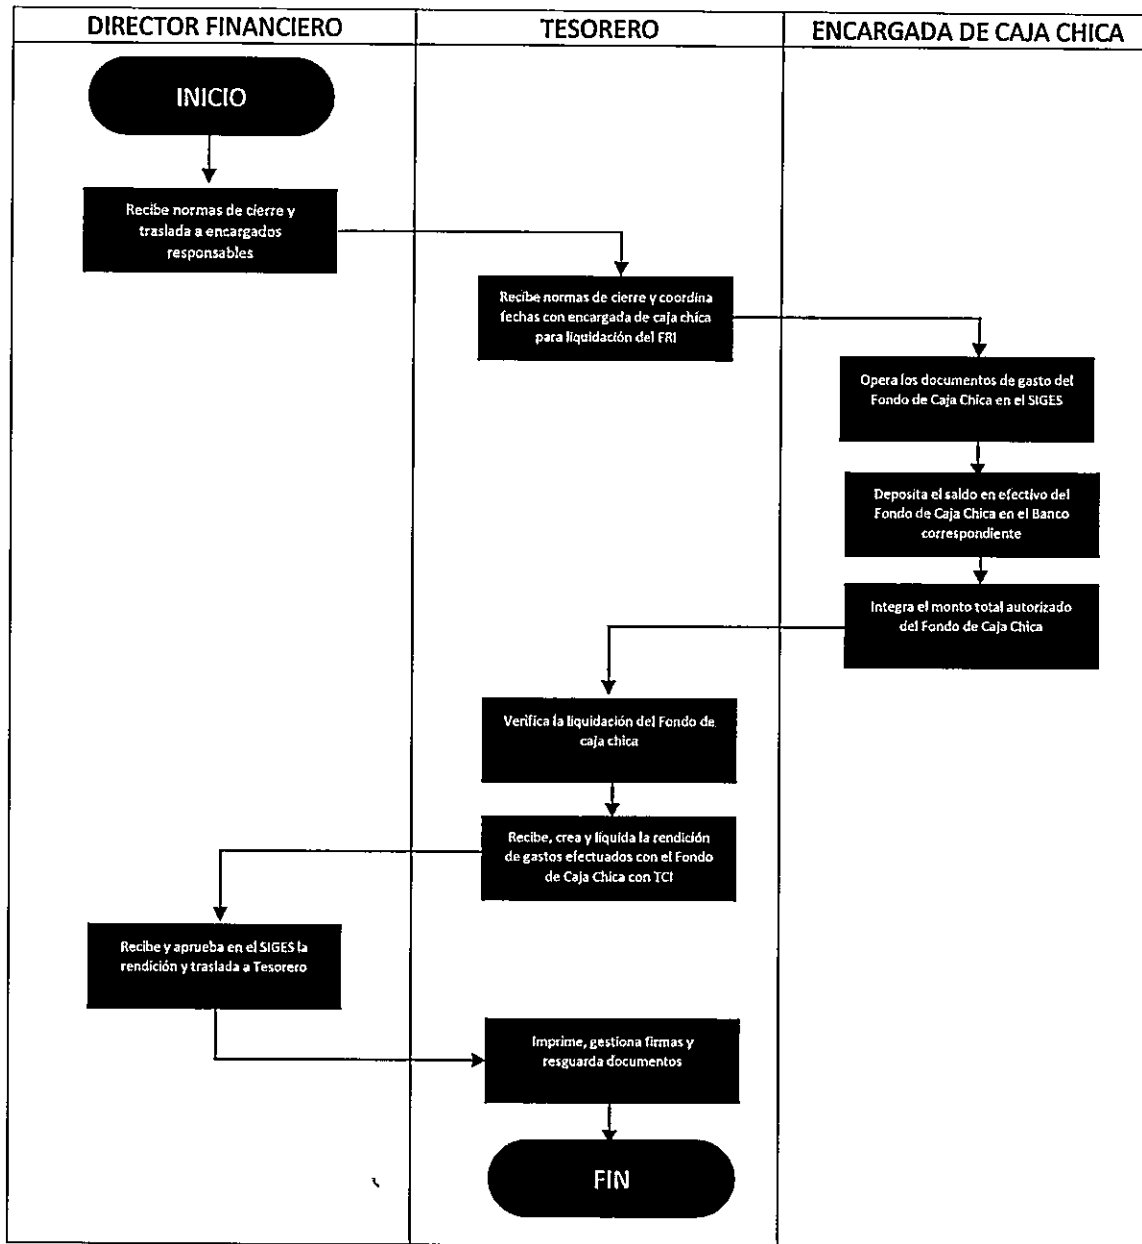 DIRECTOR FINANCIERO
TESORERO
ENCARGADA DE CAJA CHICA
INICIO
Recibe normas de cierre y
traslada a encargados
responsables
Recibe normas de cierre y coordina
fechas con encargada de caja chica
para liquidación del FRI
Opera los documentos de gasto del
Fondo de Caja Chica en el SIGES
Deposita el saldo en efectivo del
Fondo de Caja Chica en el Banco
correspondiente
Integra el monto total autorizado
del Fondo de Caja Chica
Verifica la liquidación del Fondo de
caja chica
Recibe, crea y líquida la rendición
de gastos efectuados con el Fondo
de Caja Chica con TCI
Recibe y aprueba en el SIGES la
rendición y traslada a Tesorero
Imprime, gestiona firmas y
resguarda documentos
FIN